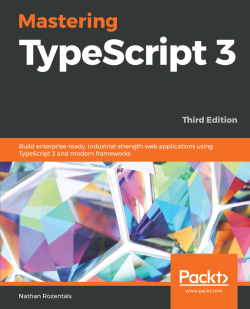 Mastering
TypeScript 3
Third Edition
Build enterprise-ready, industrial-strength web applications using
TypeScript 3 and modern frameworks
Packt>
www.packt.com
Nathan Rozentals